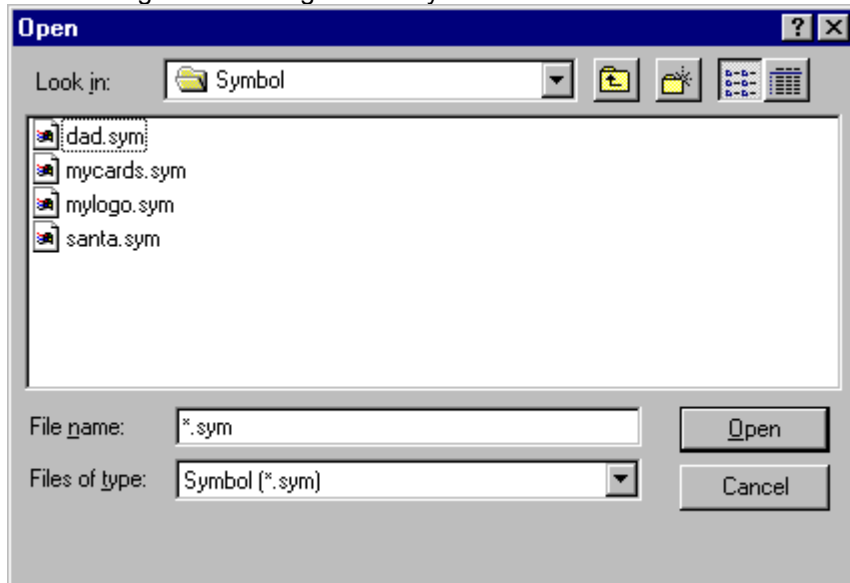 Open
Look in: Symbol
dad.sym
mycards.sym
mylogo.sym
santa.sym
File name: *.sym Open
Files of type: Symbol (*.sym) Cancel